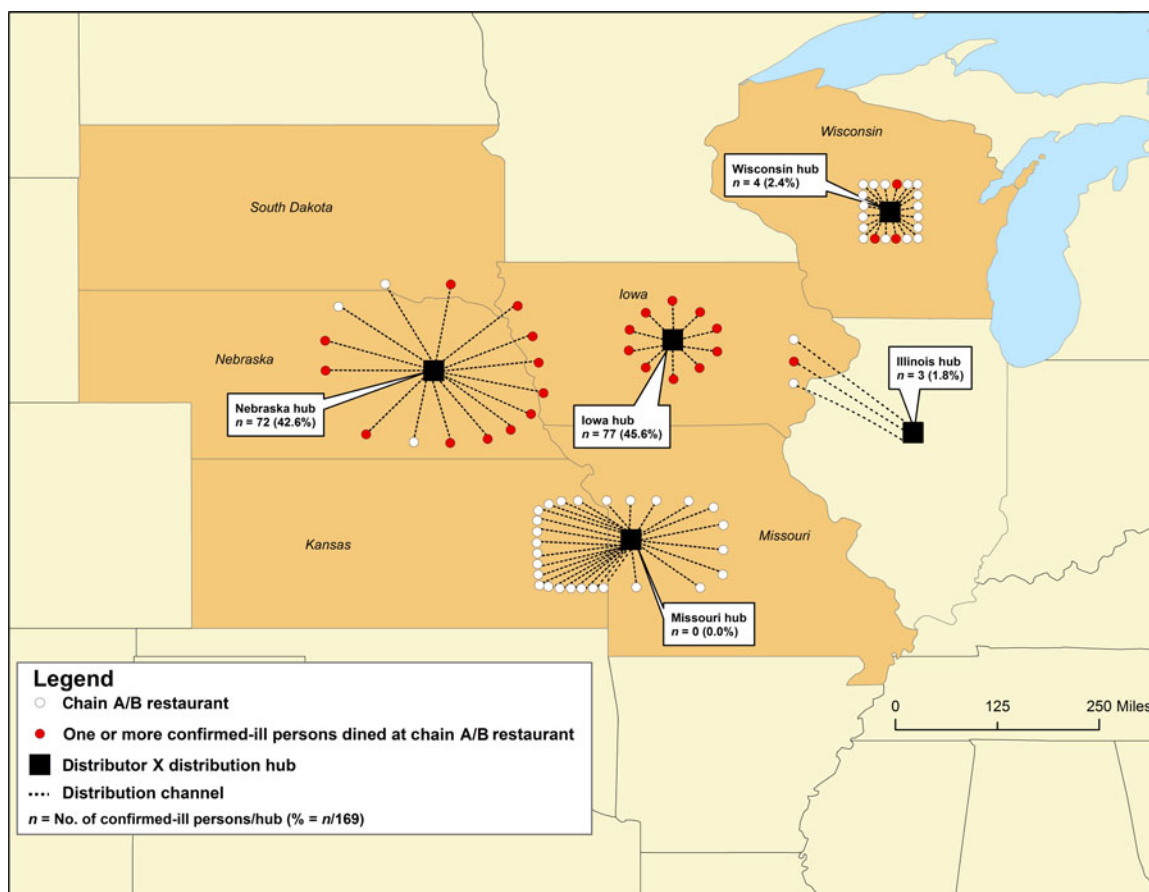 Wisconsin
Wisconsin hub
n = 4 (2.4%)
South Dakota
Iowa
Nebraska
Illinois hub
n = 3 (1.8%)
Nebraska hub
n = 72 (42.6%)
Iowa hub
n = 77 (45.6%)
Kansas
Missouri
Missouri hub
n = 0 (0.0%)
Legend
Chain A/B restaurant
One or more confirmed-ill persons dined at chain A/B restaurant
Distributor X distribution hub
Distribution channel
n = No. of confirmed-ill persons/hub (% = n/169)
0 125 250 Miles